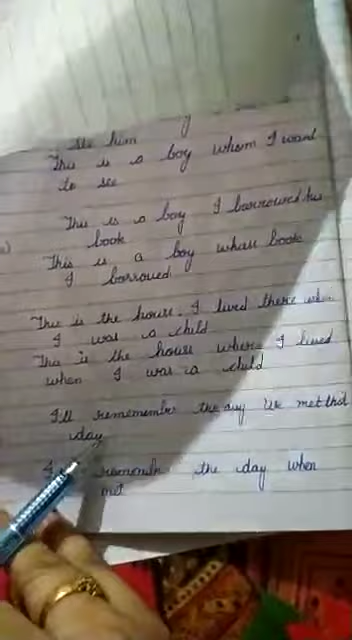 him
This is a boy whom I want
to see
This is a boy I borrowed his
book
This is a boy whose book
I borrowed
This is the house. I lived there when
I was a child
This is the house where I lived
when I was a child
I'll rememember the day We met that
day
remember the day when
met